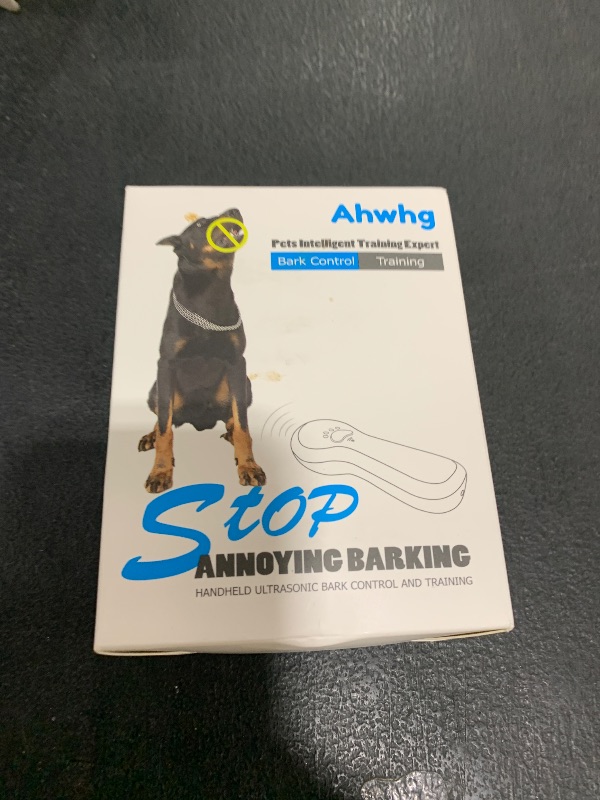 Ahwhg
Pets Intelligent Training Expert
Bark Control Training
StOP
ANNOYING BARKING
HANDHELD ULTRASONIC BARK CONTROL AND TRAINING